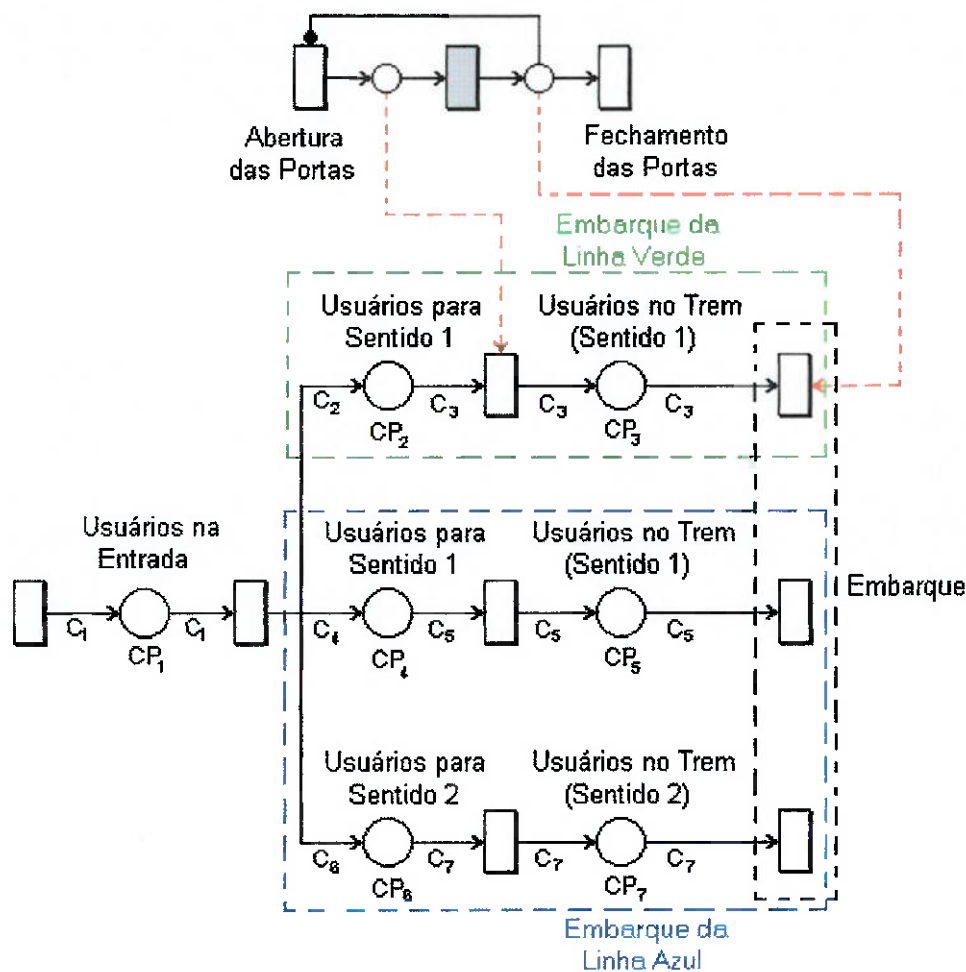 Abertura
das Portas
Fechamento
das Portas
Embarque da
Linha Verde
Usuários para
Sentido 1
Usuários no Trem
(Sentido 1)
C₂
C₃
C₃
C₃
CP₂
CP₃
Usuários na
Entrada
Usuários para
Sentido 1
Usuários no Trem
(Sentido 1)
Embarque
C₁
C₁
C₄
C₅
C₅
C₅
CP₁
CP₄
CP₅
Usuários para
Sentido 2
Usuários no Trem
(Sentido 2)
C₆
C₇
C₇
C₇
CP₆
CP₇
Embarque da
Linha Azul